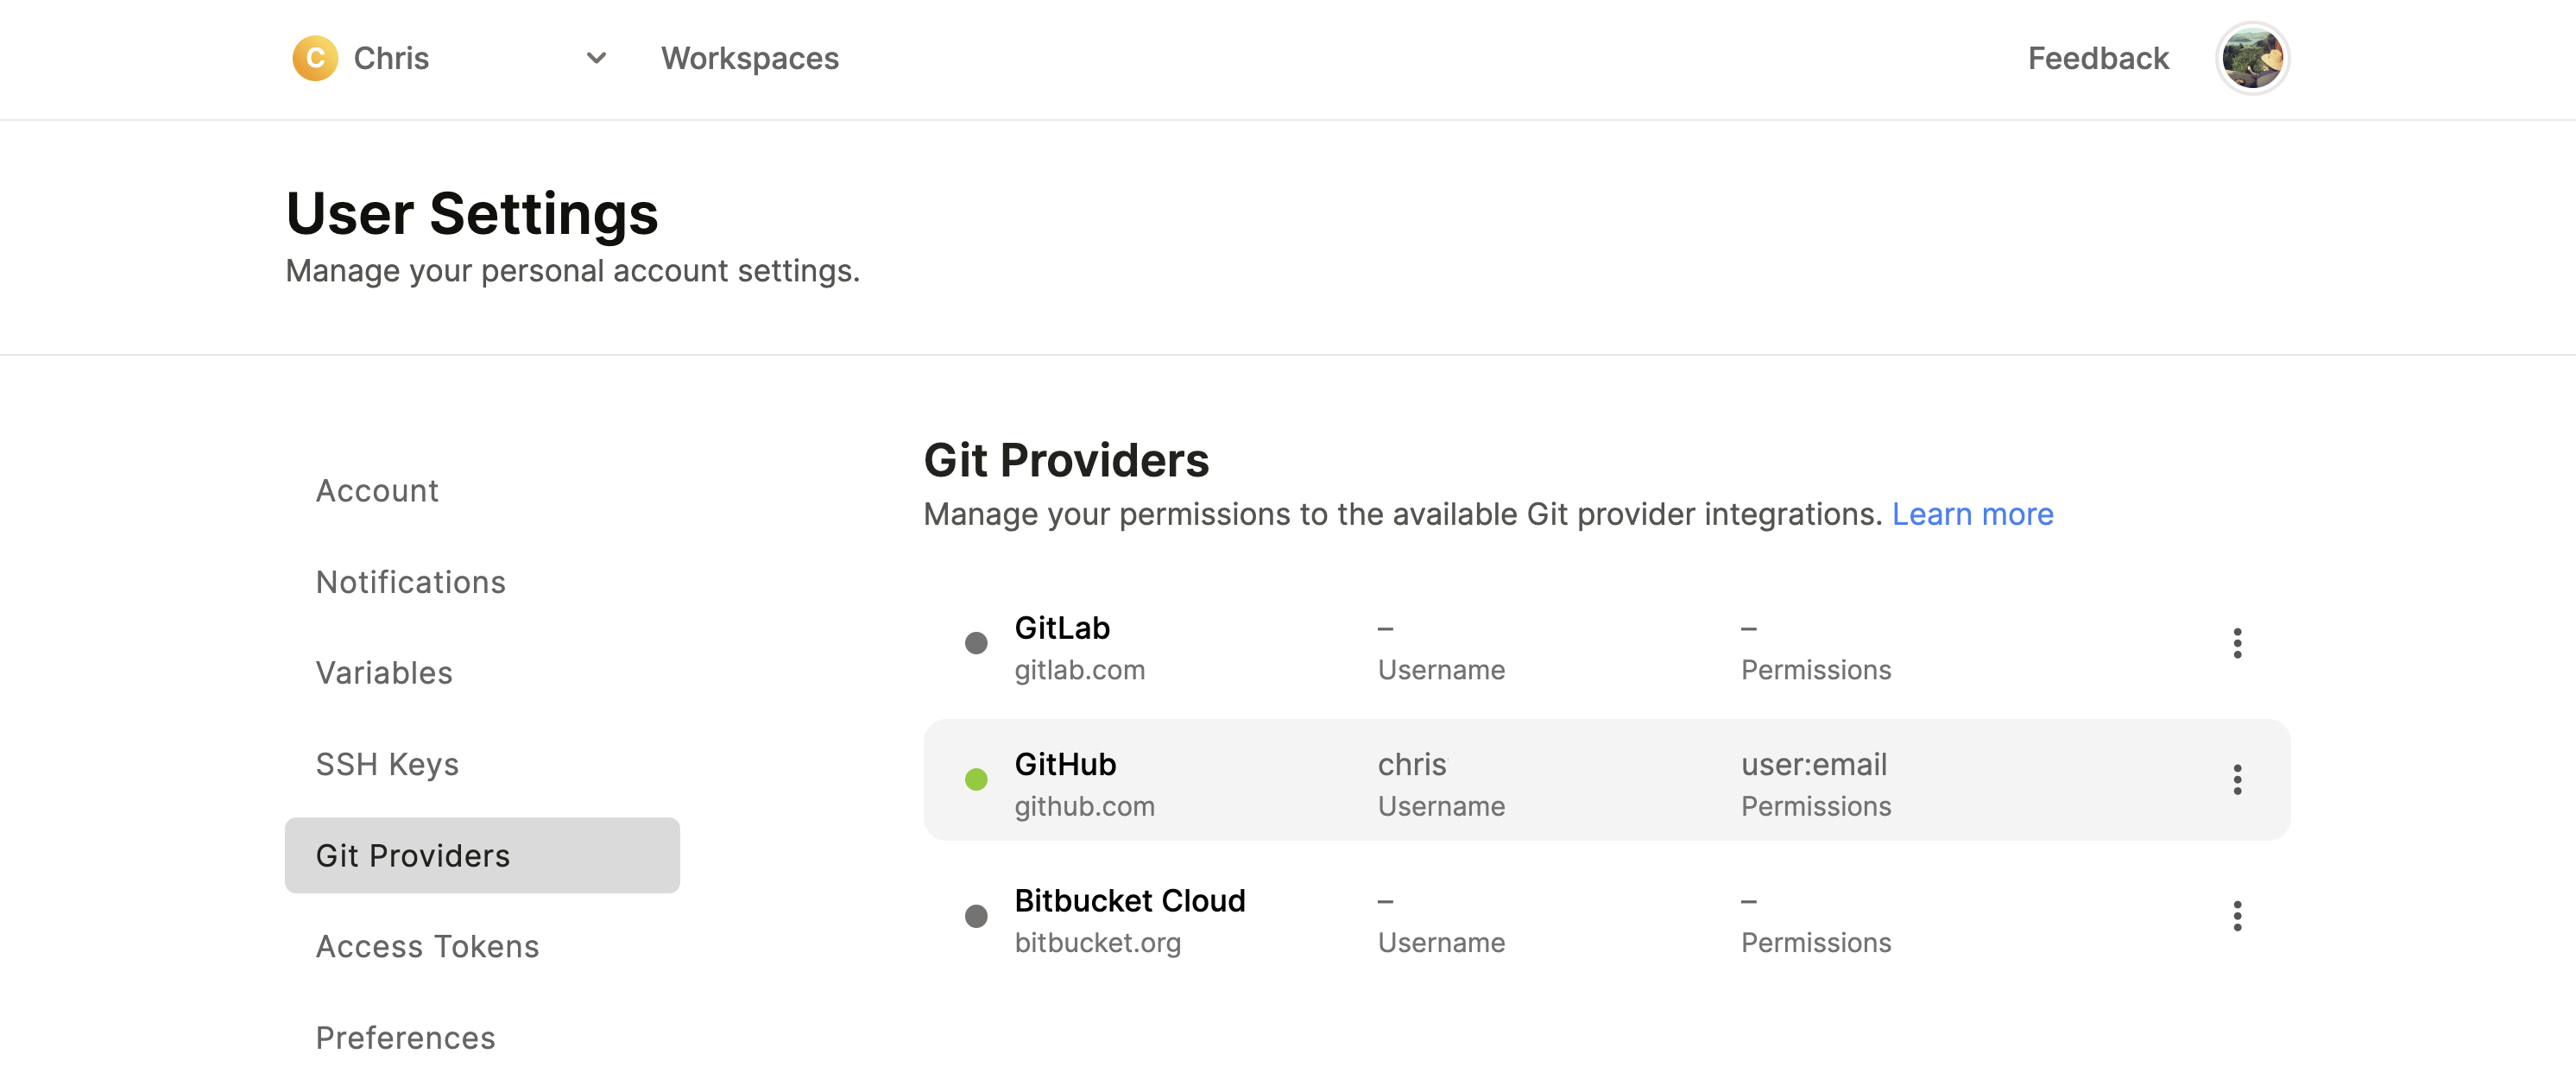 C Chris Workspaces Feedback
User Settings
Manage your personal account settings.
Account
Notifications
Variables
SSH Keys
Git Providers
Access Tokens
Preferences
Git Providers
Manage your permissions to the available Git provider integrations. Learn more
GitLab – –
gitlab.com Username Permissions
GitHub chris user:email
github.com Username Permissions
Bitbucket Cloud – –
bitbucket.org Username Permissions